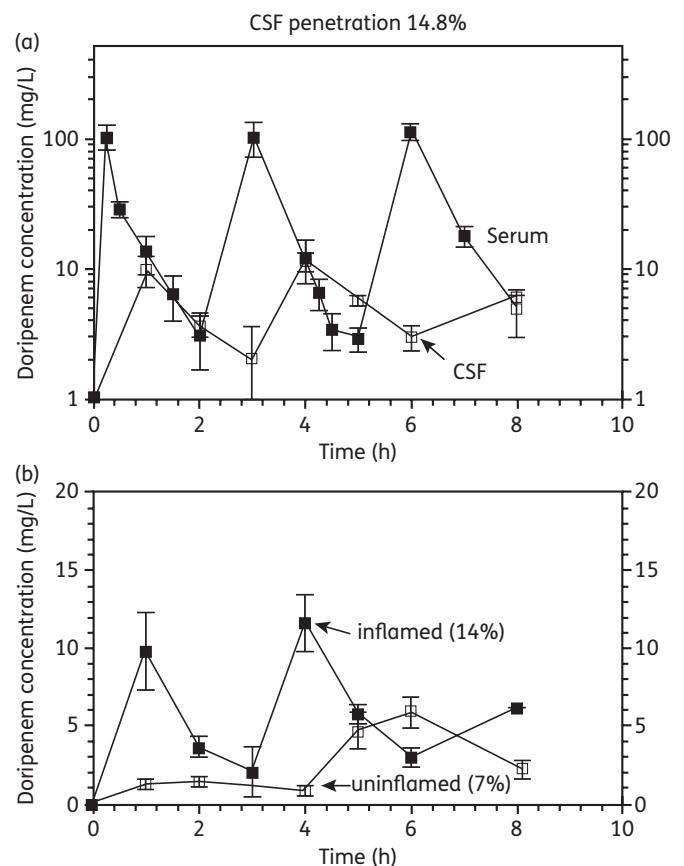 CSF penetration 14.8%
(a)
Doripenem concentration (mg/L)
100
10
1
100
10
1
Serum
CSF
0 2 4 6 8 10
Time (h)
(b)
Doripenem concentration (mg/L)
20
15
10
5
0
20
15
10
5
0
inflamed (14%)
uninflamed (7%)
0 2 4 6 8 10
Time (h)